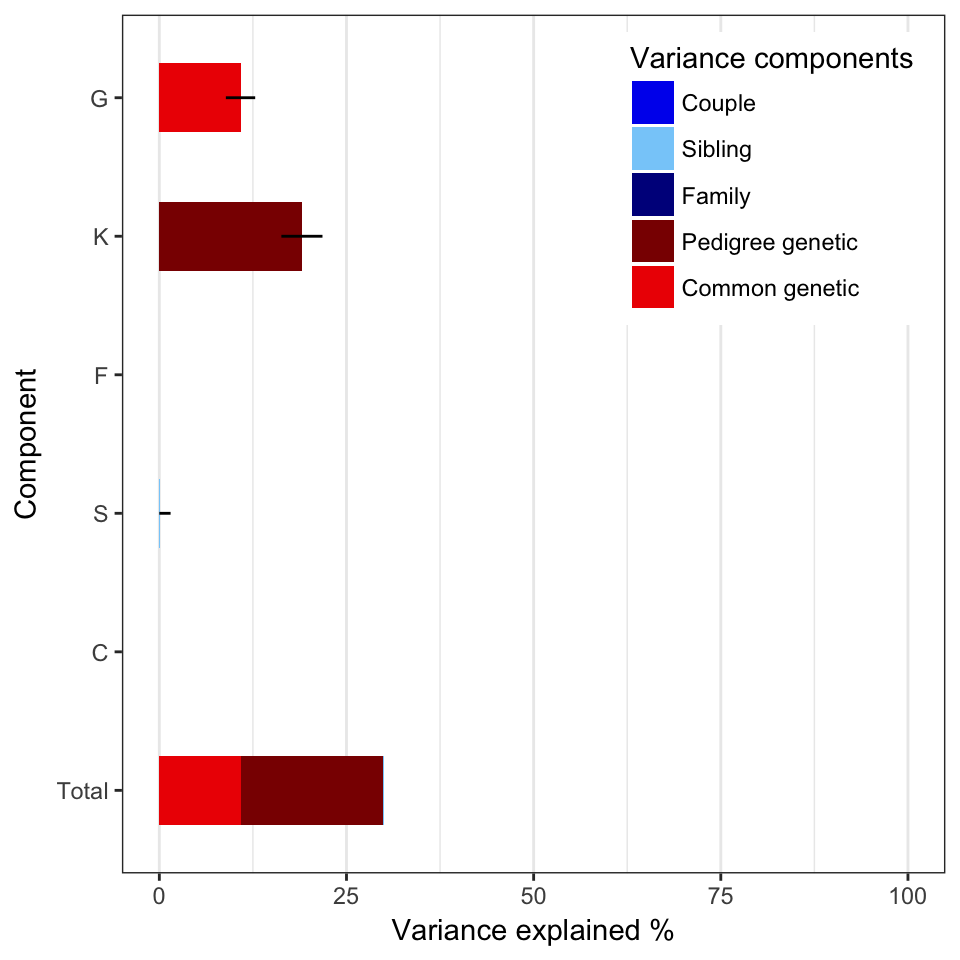 Variance components
Couple
Sibling
Family
Pedigree genetic
Common genetic
G
K
F
S
C
Total
Component
0 25 50 75 100
Variance explained %